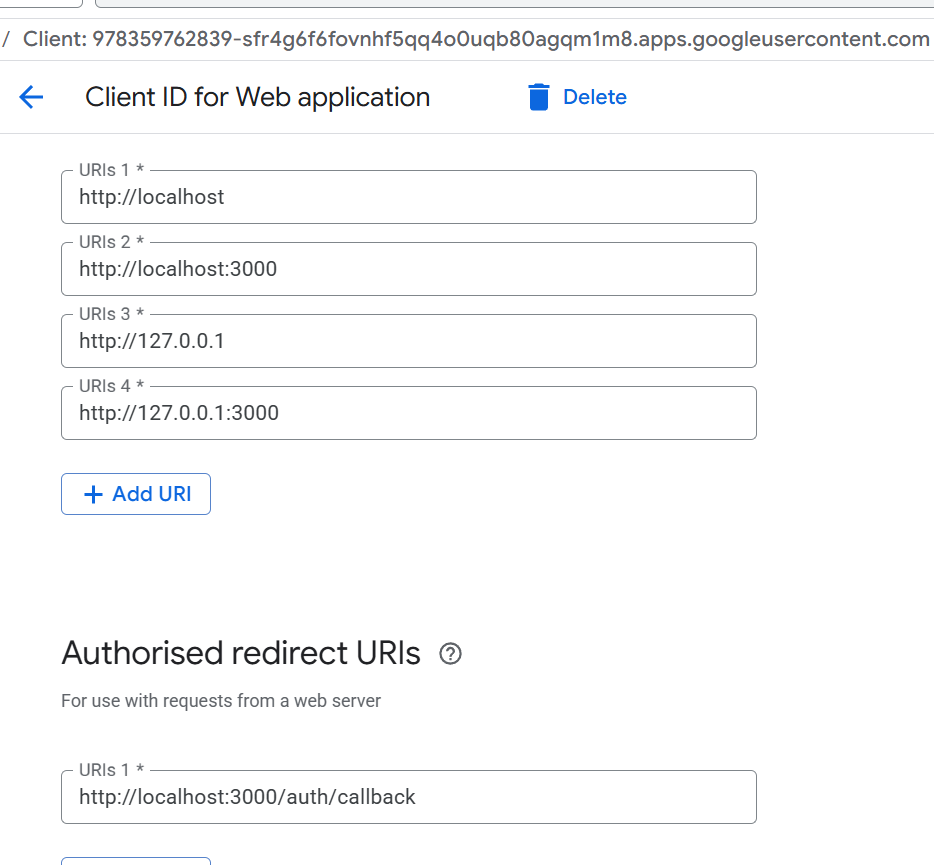 / Client: 978359762839-sfr4g6f6fovnhf5qq4o0uqb80agqm1m8.apps.googleusercontent.com
Client ID for Web application
Delete
URIs 1 *
http://localhost
URIs 2 *
http://localhost:3000
URIs 3 *
http://127.0.0.1
URIs 4 *
http://127.0.0.1:3000
+ Add URI
Authorised redirect URIs ?
For use with requests from a web server
URIs 1 *
http://localhost:3000/auth/callback